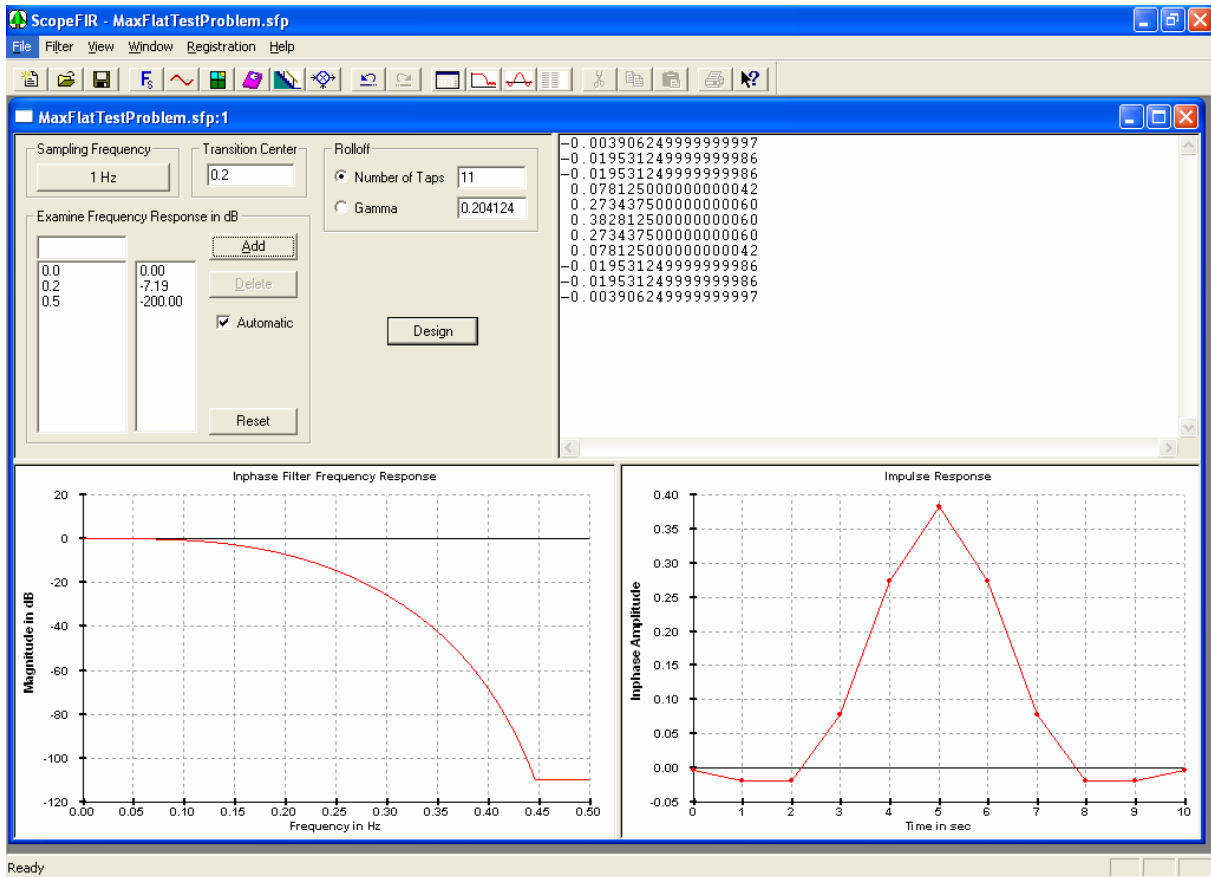 ScopeFIR - MaxFlatTestProblem.sfp
File Filter View Window Registration Help
Fs
MaxFlatTestProblem.sfp:1
Sampling Frequency
1 Hz
Transition Center
0.2
Rolloff
Number of Taps 11
Gamma 0.204124
Examine Frequency Response in dB
Add
0.0 0.00
0.2 -7.19
0.5 -200.00
Delete
Automatic
Reset
Design
-0.003906249999999997
-0.019531249999999986
-0.019531249999999986
0.078125000000000042
0.273437500000000060
0.382812500000000060
0.273437500000000060
0.078125000000000042
-0.019531249999999986
-0.019531249999999986
-0.003906249999999997
Inphase Filter Frequency Response
Magnitude in dB
20
0
-20
-40
-60
-80
-100
-120
0.00 0.05 0.10 0.15 0.20 0.25 0.30 0.35 0.40 0.45 0.50
Frequency in Hz
Impulse Response
Inphase Amplitude
0.40
0.35
0.30
0.25
0.20
0.15
0.10
0.05
0.00
-0.05
0 1 2 3 4 5 6 7 8 9 10
Time in sec
Ready